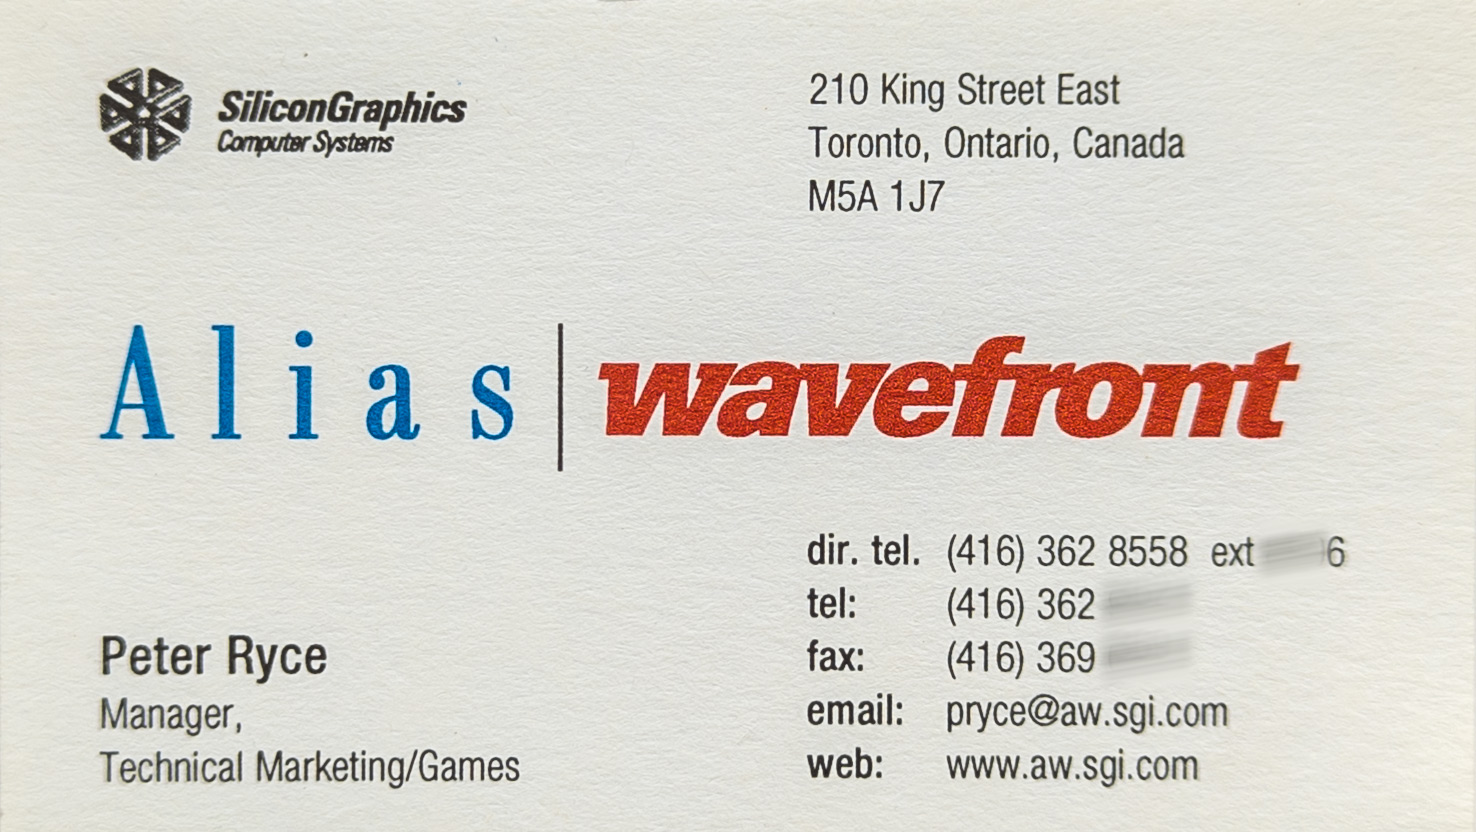 SiliconGraphics
Computer Systems
210 King Street East
Toronto, Ontario, Canada
M5A 1J7
Alias | wavefront
Peter Ryce
Manager,
Technical Marketing/Games
dir. tel. (416) 362 8558 ext 6
tel: (416) 362
fax: (416) 369
email: pryce@aw.sgi.com
web: www.aw.sgi.com